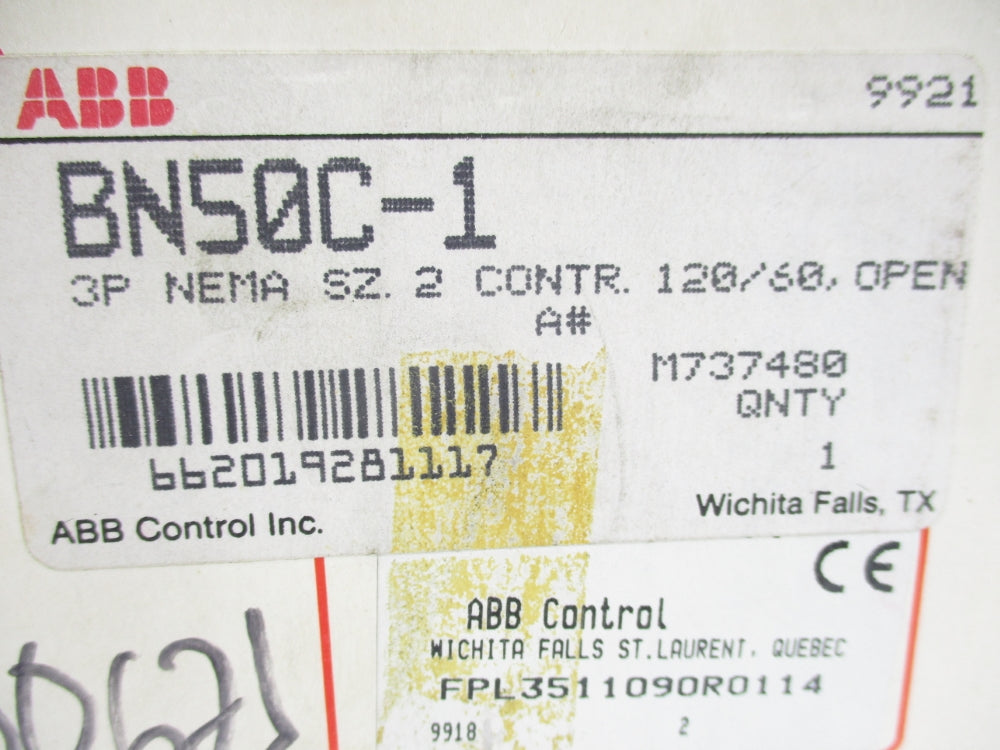 ABB 9921
BN50C-1
3P NEMA SZ. 2 CONTR. 120/60, OPEN
A#
M737480
QNTY
662019281117
1
ABB Control Inc. Wichita Falls, TX
CE
ABB Control
WICHITA FALLS ST.LAURENT, QUEBEC
FPL3511090R0114
9918 2